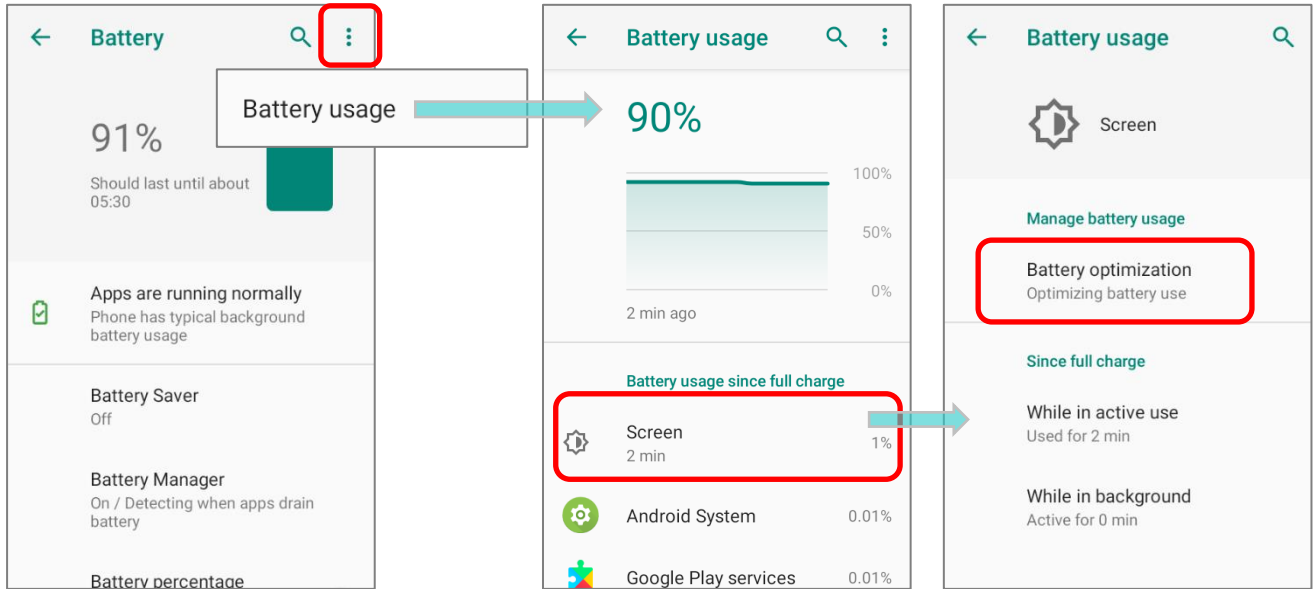 Battery
Battery usage
91%
Should last until about
05:30
Apps are running normally
Phone has typical background
battery usage
Battery Saver
Off
Battery Manager
On / Detecting when apps drain
battery
Battery percentage
Battery usage
90%
100%
50%
0%
2 min ago
Battery usage since full charge
Screen
2 min
1%
Android System
0.01%
Google Play services
0.01%
Battery usage
Screen
Manage battery usage
Battery optimization
Optimizing battery use
Since full charge
While in active use
Used for 2 min
While in background
Active for 0 min